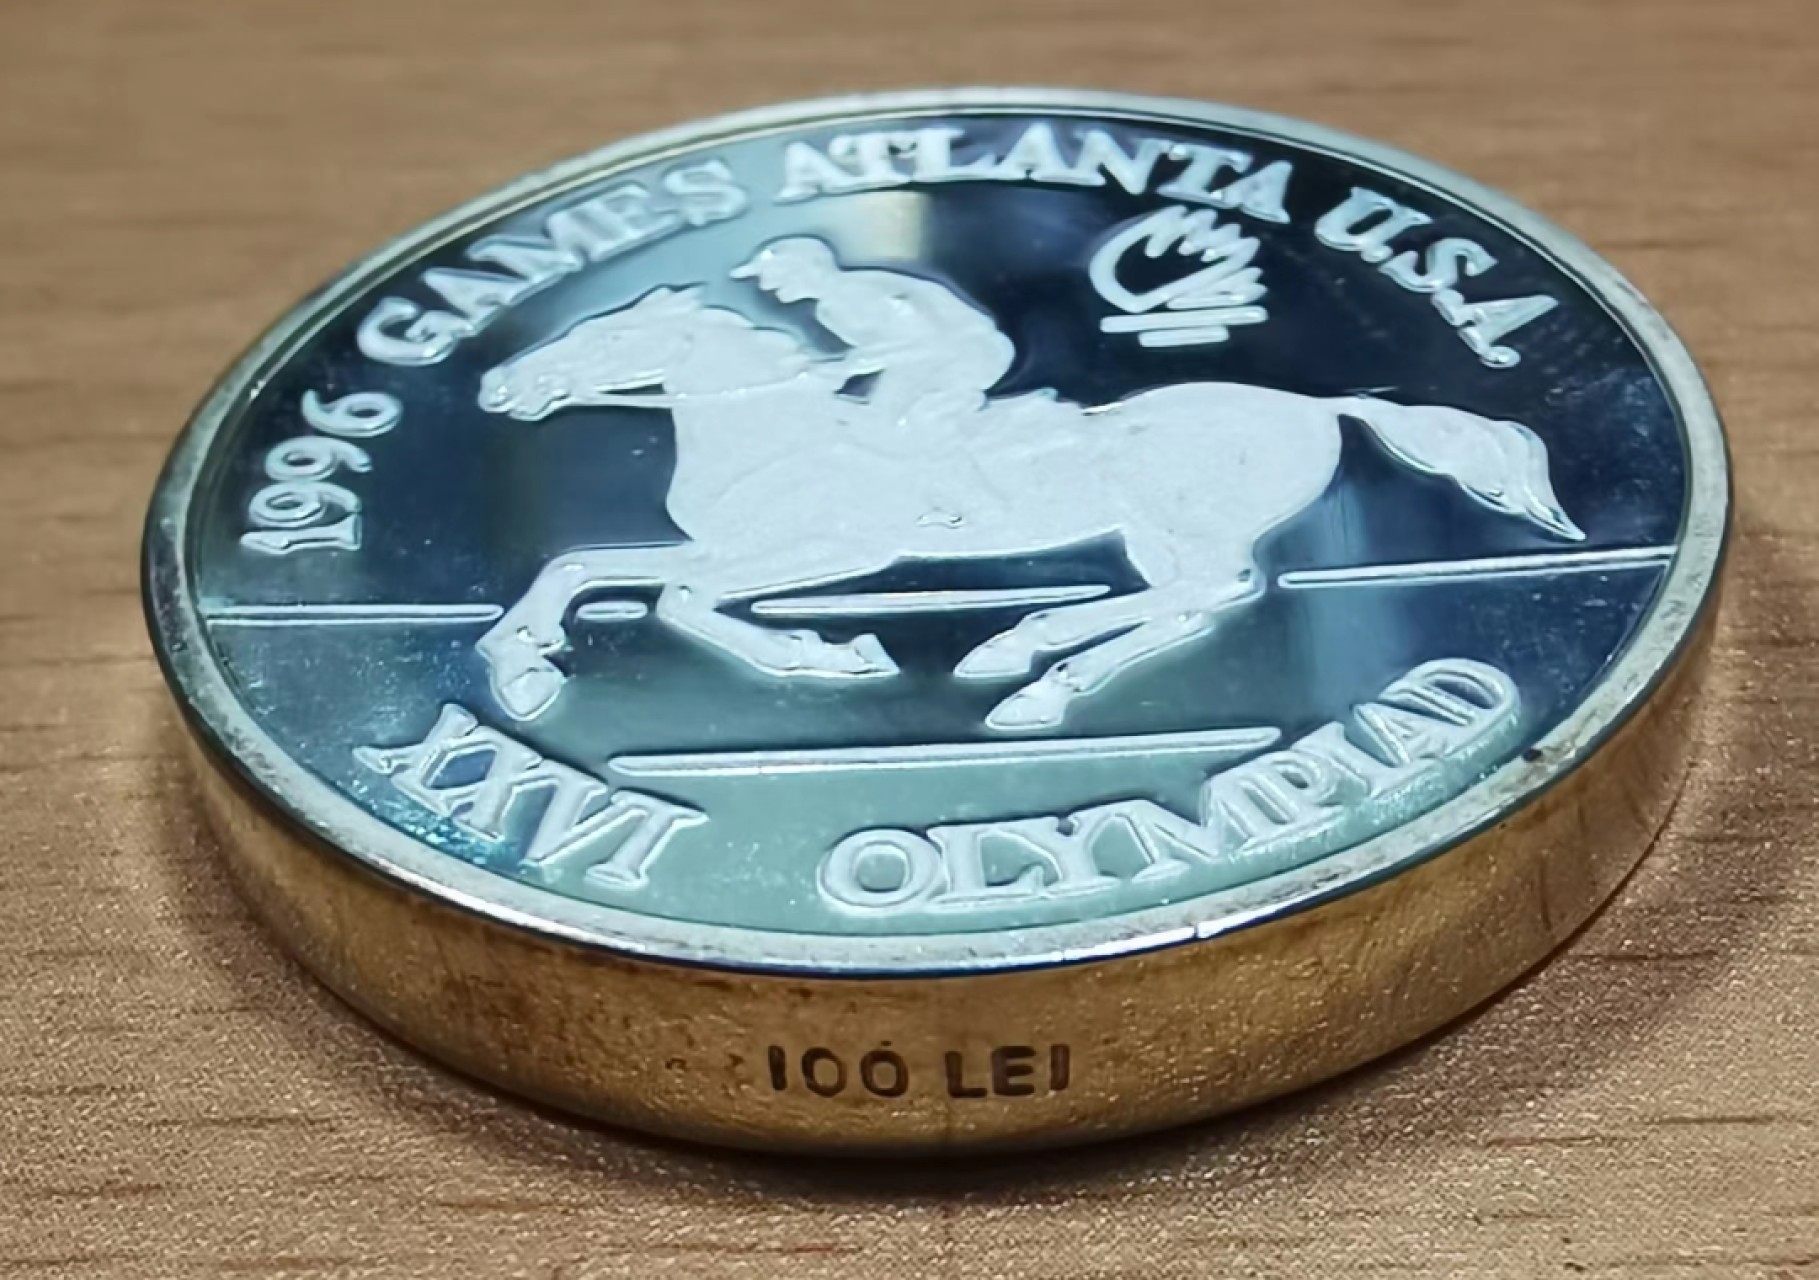 1996 GAMES ATLANTA U.S.A.
XXVI OLYMPIAD
100 LEI